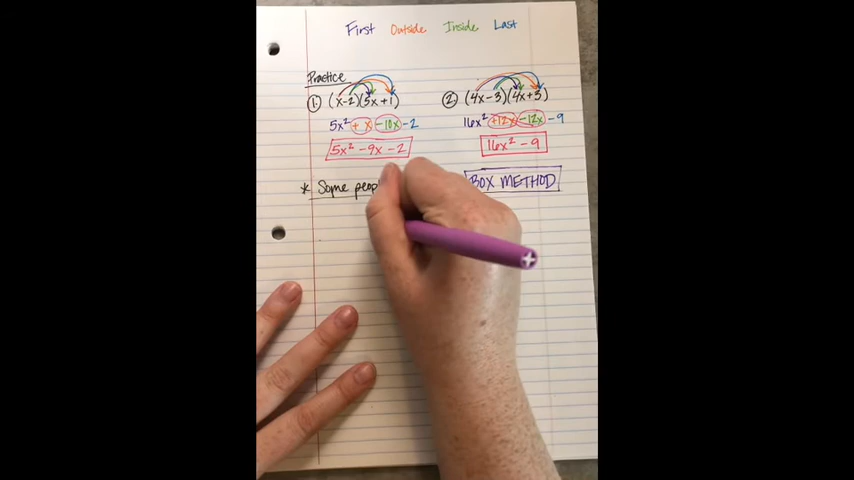 First Outside Inside Last
Practice
1. (x-2)(5x+1) 2 (4x-3)(4x+3)
5x² + x -10x -2 16x² +12x -12x -9
5x² -9x -2 16x² -9
* Some BOX METHOD